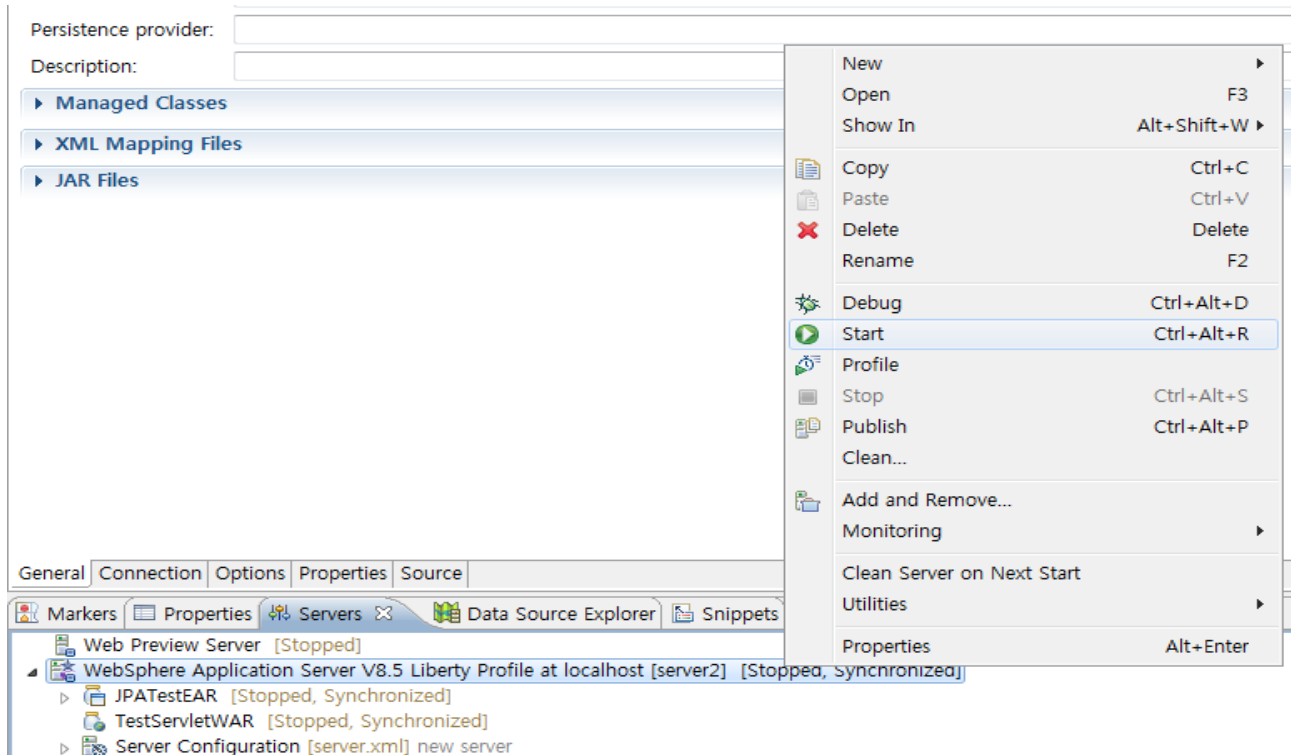 Persistence provider:
Description:
Managed Classes
XML Mapping Files
JAR Files
New
Open F3
Show In Alt+Shift+W
Copy Ctrl+C
Paste Ctrl+V
Delete Delete
Rename F2
Debug Ctrl+Alt+D
Start Ctrl+Alt+R
Profile
Stop Ctrl+Alt+S
Publish Ctrl+Alt+P
Clean...
Add and Remove...
Monitoring
Clean Server on Next Start
Utilities
Properties Alt+Enter
General Connection Options Properties Source
Markers Properties Servers Data Source Explorer Snippets
Web Preview Server [Stopped]
WebSphere Application Server V8.5 Liberty Profile at localhost [server2] [Stopped, Synchronized]
JPATestEAR [Stopped, Synchronized]
TestServletWAR [Stopped, Synchronized]
Server Configuration [server.xml] new server